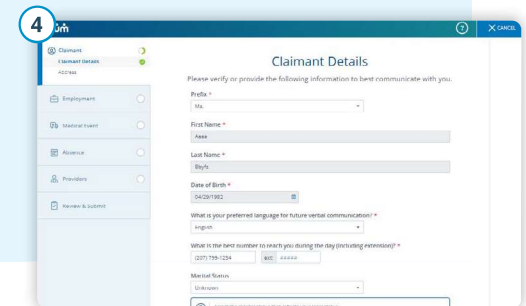 4
? X CANCEL
Claimant
Claimant Details
Address
Employment
Medical Event
Absence
Providers
Review & Submit
Claimant Details
Please verify or provide the following information to best communicate with you.
Prefix *
Ms.
First Name *
Last Name *
Date of Birth *
04/29/1982
What is your preferred language for future verbal communication? *
English
What is the best number to reach you during the day (including extension)? *
(207) 799-1234 ext #####
Marital Status
Unknown